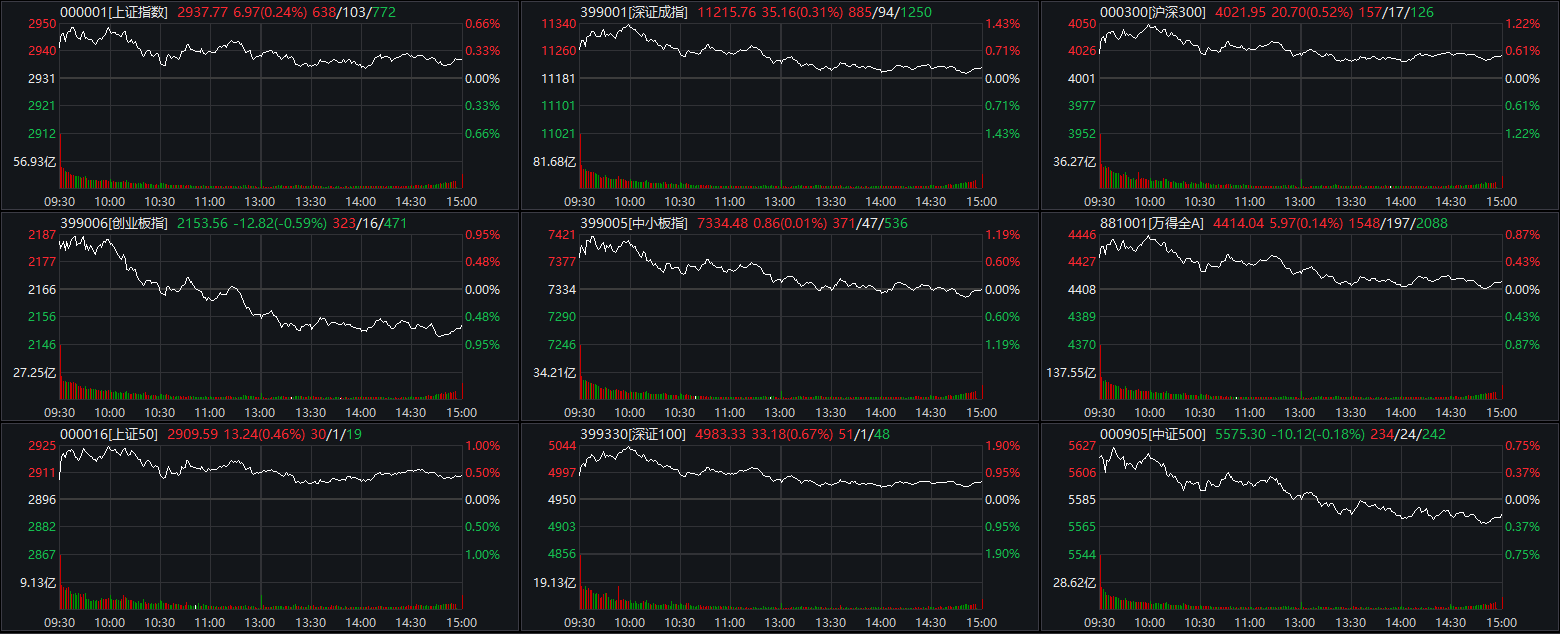 000001[上证指数] 2937.77 6.97(0.24%) 638/103/772
2950 0.66%
2940 0.33%
2931 0.00%
2921 0.33%
2912 0.66%
56.93亿
09:30 10:00 10:30 11:00 13:00 13:30 14:00 14:30 15:00
399001[深证成指] 11215.76 35.16(0.31%) 885/94/1250
11340 1.43%
11260 0.71%
11181 0.00%
11101 0.71%
11021 1.43%
81.68亿
09:30 10:00 10:30 11:00 13:00 13:30 14:00 14:30 15:00
000300[沪深300] 4021.95 20.70(0.52%) 157/17/126
4050 1.22%
4026 0.61%
4001 0.00%
3977 0.61%
3952 1.22%
36.27亿
09:30 10:00 10:30 11:00 13:00 13:30 14:00 14:30 15:00
399006[创业板指] 2153.56 -12.82(-0.59%) 323/16/471
2187 0.95%
2177 0.48%
2166 0.00%
2156 0.48%
2146 0.95%
27.25亿
09:30 10:00 10:30 11:00 13:00 13:30 14:00 14:30 15:00
399005[中小板指] 7334.48 0.86(0.01%) 371/47/536
7421 1.19%
7377 0.60%
7334 0.00%
7290 0.60%
7246 1.19%
34.21亿
09:30 10:00 10:30 11:00 13:00 13:30 14:00 14:30 15:00
881001[万得全A] 4414.04 5.97(0.14%) 1548/197/2088
4446 0.87%
4427 0.43%
4408 0.00%
4389 0.43%
4370 0.87%
137.55亿
09:30 10:00 10:30 11:00 13:00 13:30 14:00 14:30 15:00
000016[上证50] 2909.59 13.24(0.46%) 30/1/19
2925 1.00%
2911 0.50%
2896 0.00%
2882 0.50%
2867 1.00%
9.13亿
09:30 10:00 10:30 11:00 13:00 13:30 14:00 14:30 15:00
399330[深证100] 4983.33 33.18(0.67%) 51/1/48
5044 1.90%
4997 0.95%
4950 0.00%
4903 0.95%
4856 1.90%
19.13亿
09:30 10:00 10:30 11:00 13:00 13:30 14:00 14:30 15:00
000905[中证500] 5575.30 -10.12(-0.18%) 234/24/242
5627 0.75%
5606 0.37%
5585 0.00%
5565 0.37%
5544 0.75%
28.62亿
09:30 10:00 10:30 11:00 13:00 13:30 14:00 14:30 15:00